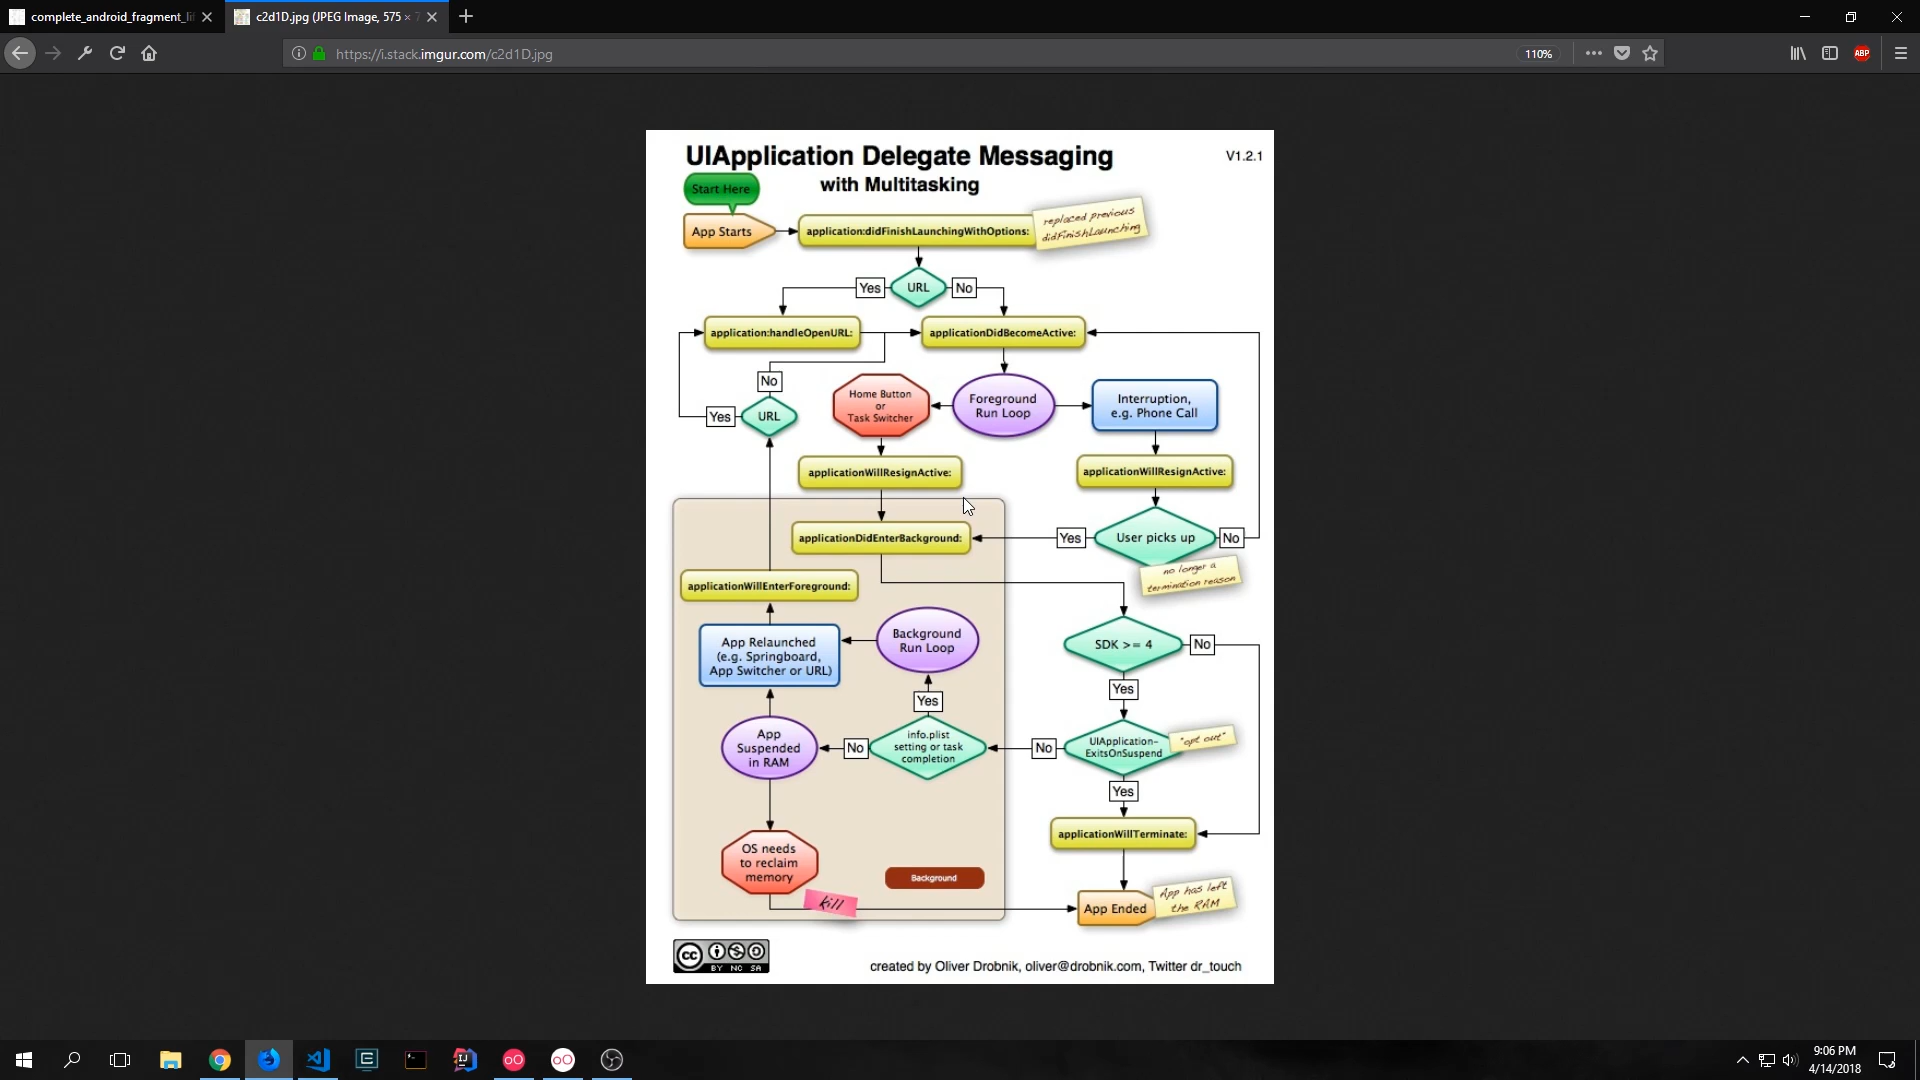 complete_android_fragment_li
c2d1D.jpg (JPEG Image, 575 × 7
https://i.stack.imgur.com/c2d1D.jpg
110%
ABP
UIApplication Delegate Messaging
V1.2.1
with Multitasking
Start Here
App Starts
application:didFinishLaunchingWithOptions:
replaced previous
didFinishLaunching
Yes
URL
No
application:handleOpenURL:
applicationDidBecomeActive:
No
Yes
URL
Home Button
or
Task Switcher
Foreground
Run Loop
Interruption,
e.g. Phone Call
applicationWillResignActive:
applicationWillResignActive:
applicationDidEnterBackground:
Yes
User picks up
No
no longer a
termination reason
applicationWillEnterForeground:
App Relaunched
(e.g. Springboard,
App Switcher or URL)
Background
Run Loop
SDK >= 4
No
Yes
Yes
App
Suspended
in RAM
No
info.plist
setting or task
completion
No
UIApplication-
ExitsOnSuspend
"opt out"
Yes
applicationWillTerminate:
OS needs
to reclaim
memory
Background
kill
App Ended
App has left
the RAM
cc
BY NC SA
created by Oliver Drobnik, oliver@drobnik.com, Twitter dr_touch
9:06 PM
4/14/2018